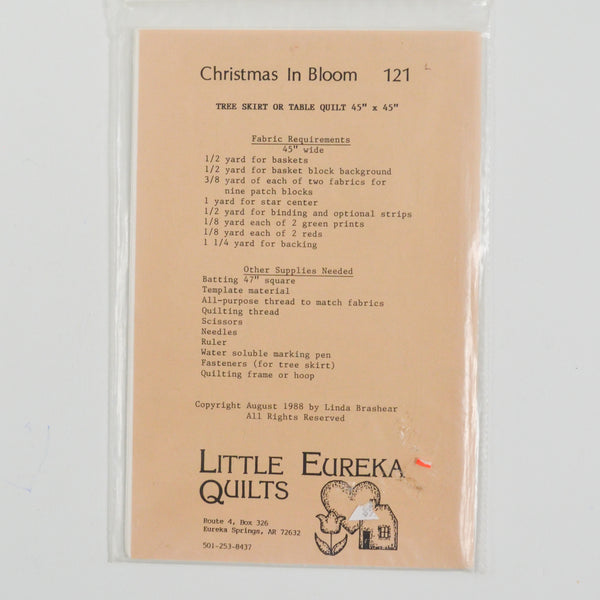 Christmas In Bloom 121
TREE SKIRT OR TABLE QUILT 45" x 45"
Fabric Requirements
45" wide
1/2 yard for baskets
1/2 yard for basket block background
3/8 yard of each of two fabrics for
nine patch blocks
1 yard for star center
1/2 yard for binding and optional strips
1/8 yard each of 2 green prints
1/8 yard each of 2 reds
1 1/4 yard for backing
Other Supplies Needed
Batting 47" square
Template material
All-purpose thread to match fabrics
Quilting thread
Scissors
Needles
Ruler
Water soluble marking pen
Fasteners (for tree skirt)
Quilting frame or hoop
Copyright August 1988 by Linda Brashear
All Rights Reserved
LITTLE EUREKA
QUILTS
Route 4, Box 326
Eureka Springs, AR 72632
501-253-8437